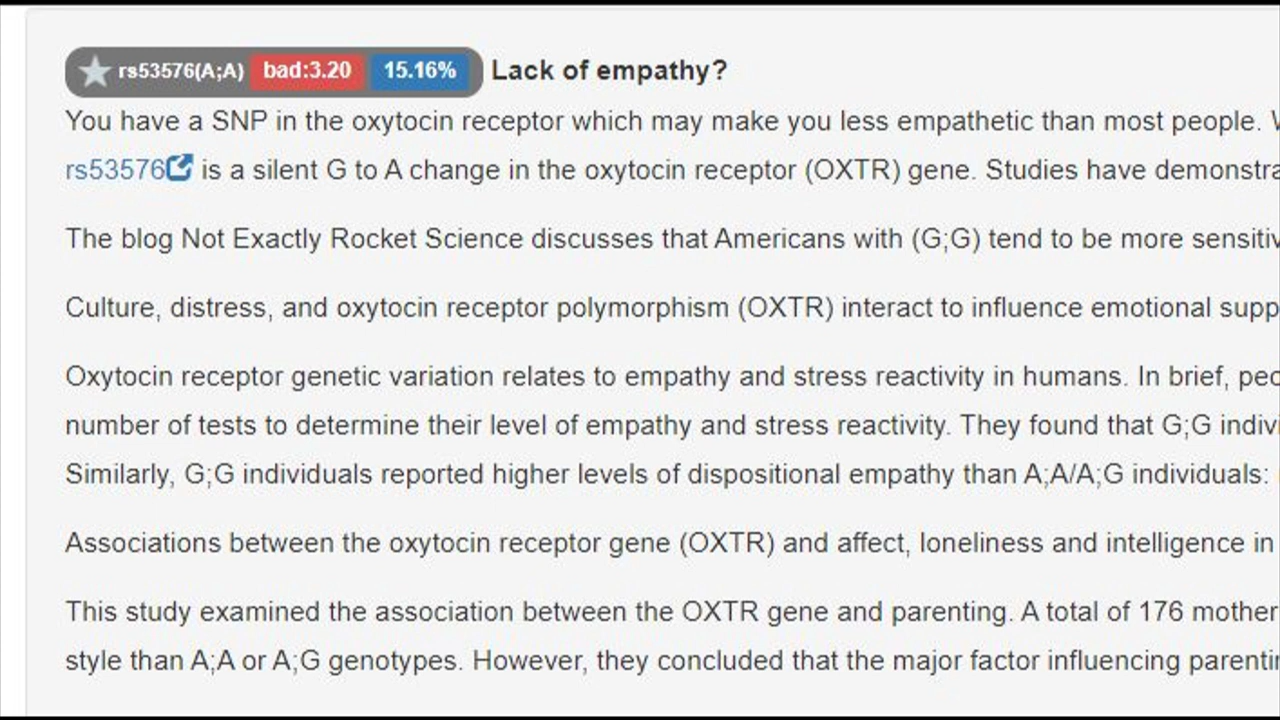 rs53576(A;A) bad:3.20 15.16% Lack of empathy?
You have a SNP in the oxytocin receptor which may make you less empathetic than most people.
rs53576 is a silent G to A change in the oxytocin receptor (OXTR) gene. Studies have
The blog Not Exactly Rocket Science discusses that Americans with (G;G) tend to be more
Culture, distress, and oxytocin receptor polymorphism (OXTR) interact to influence emotional
Oxytocin receptor genetic variation relates to empathy and stress reactivity in humans. In brief,
number of tests to determine their level of empathy and stress reactivity. They found that G;G
Similarly, G;G individuals reported higher levels of dispositional empathy than A;A/A;G individuals:
Associations between the oxytocin receptor gene (OXTR) and affect, loneliness and intelligence in
This study examined the association between the OXTR gene and parenting. A total of 176
style than A;A or A;G genotypes. However, they concluded that the major factor influencing